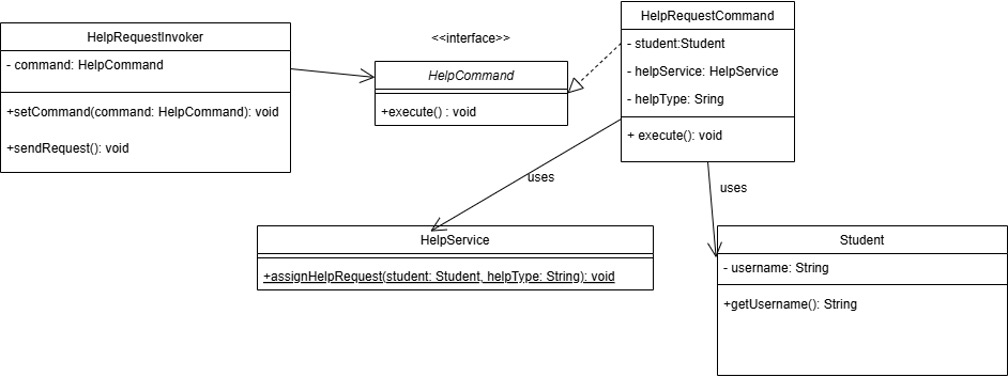 HelpRequestInvoker
- command: HelpCommand
+setCommand(command: HelpCommand): void
+sendRequest(): void
<<interface>>
HelpCommand
+execute() : void
HelpRequestCommand
- student:Student
- helpService: HelpService
- helpType: Sring
+ execute(): void
uses
uses
HelpService
+assignHelpRequest(student: Student, helpType: String): void
Student
- username: String
+getUsername(): String